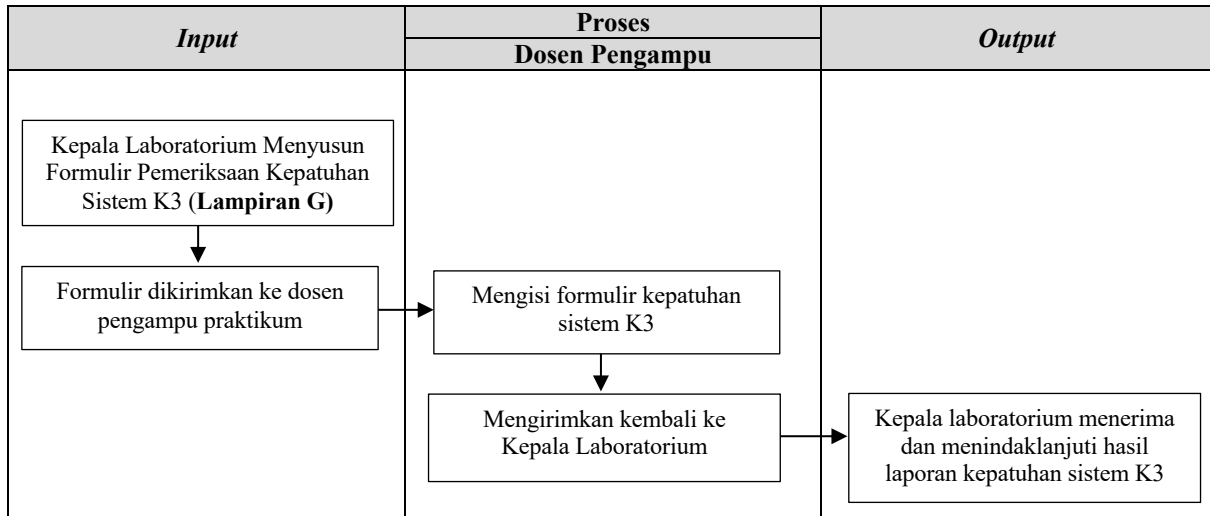 Input
Proses
Dosen Pengampu
Output
Kepala Laboratorium Menyusun
Formulir Pemeriksaan Kepatuhan
Sistem K3 (Lampiran G)
Formulir dikirimkan ke dosen
pengampu praktikum
Mengisi formulir kepatuhan
sistem K3
Mengirimkan kembali ke
Kepala Laboratorium
Kepala laboratorium menerima
dan menindaklanjuti hasil
laporan kepatuhan sistem K3